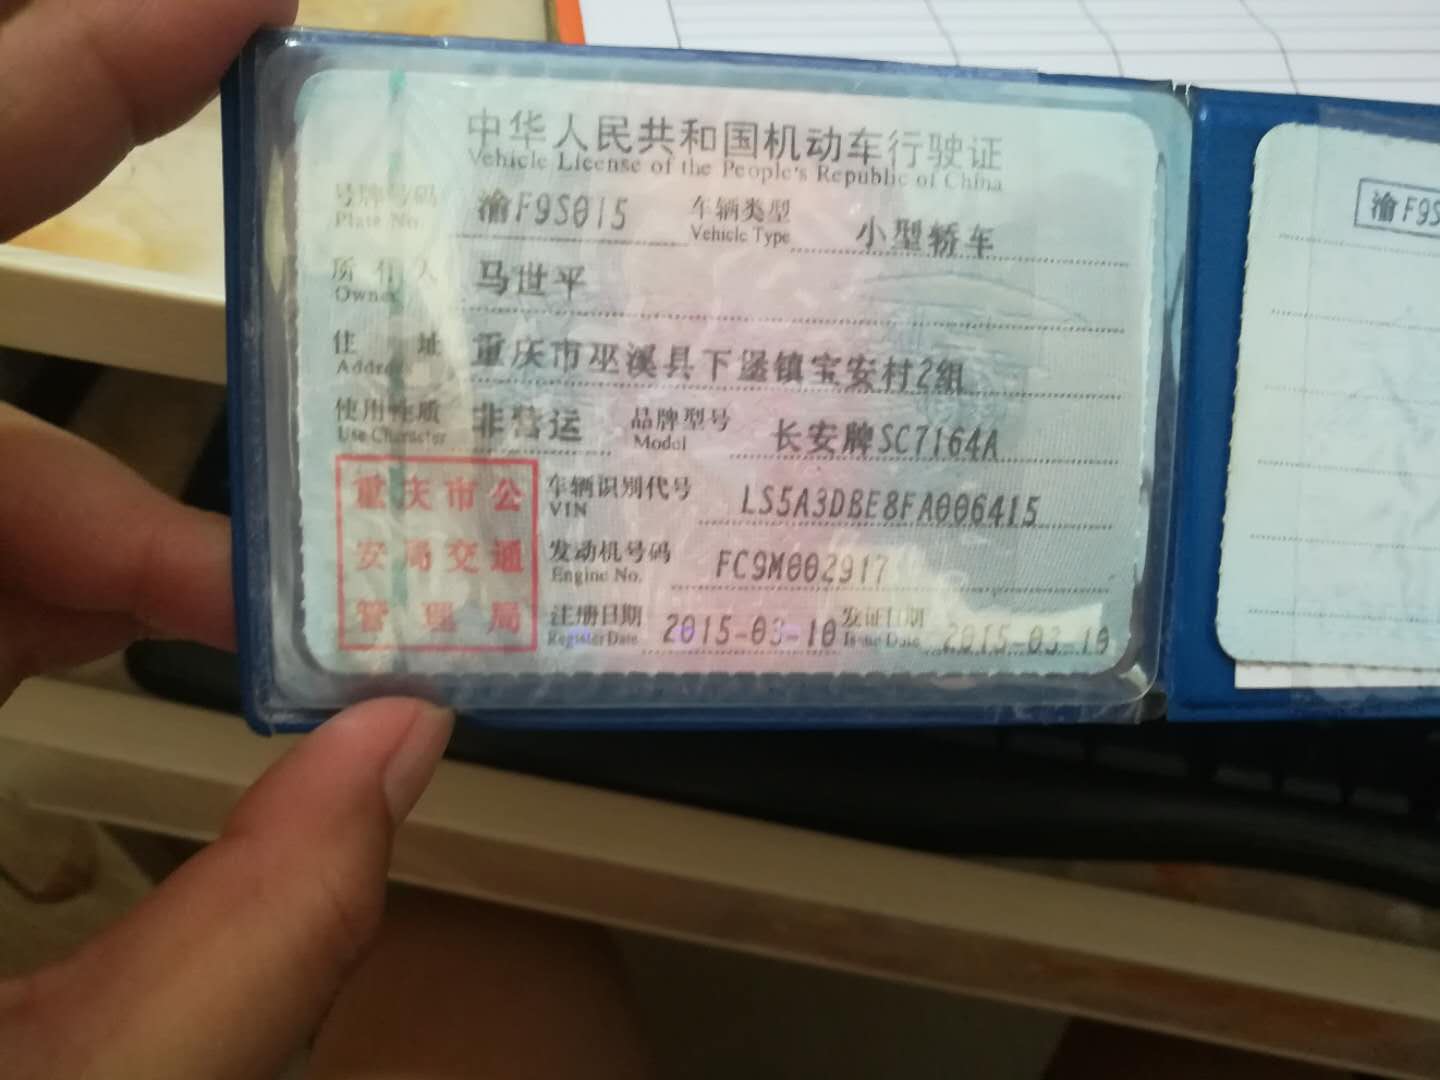 中华人民共和国机动车行驶证
Vehicle License of the People's Republic of China
号牌号码 渝F9S015 车辆类型 小型轿车
Plate No. Vehicle Type
所有人 马世平
Owner
住址 重庆市巫溪县下堡镇宝安村2组
Address
使用性质 非营运 品牌型号 长安牌SC7164A
Use Character Model
重庆市公 车辆识别代号 LS5A3DBE8FA006415
VIN
安局交通 发动机号码 FC9M002917
Engine No.
管理局 注册日期 2015-03-10 发证日期 2015-03-10
Register Date Issue Date
渝F9S